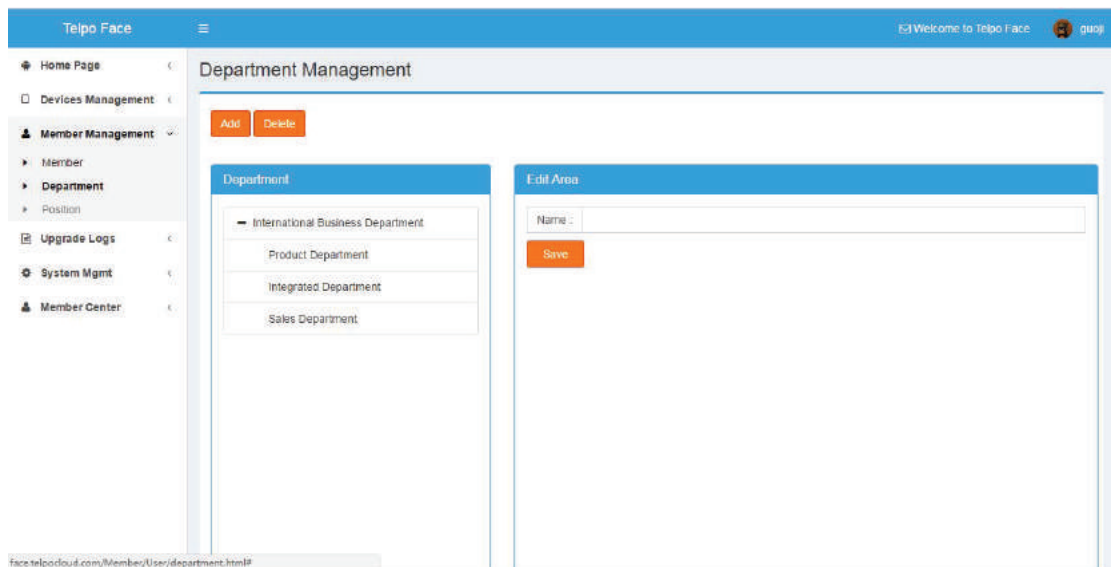 Telpo Face
Welcome to Telpo Face
guoji
Home Page
Devices Management
Member Management
Member
Department
Position
Upgrade Logs
System Mgmt
Member Center
Department Management
Add
Delete
Department
International Business Department
Product Department
Integrated Department
Sales Department
Edit Area
Name :
Save
face.telpocloud.com/Member/User/department.html#